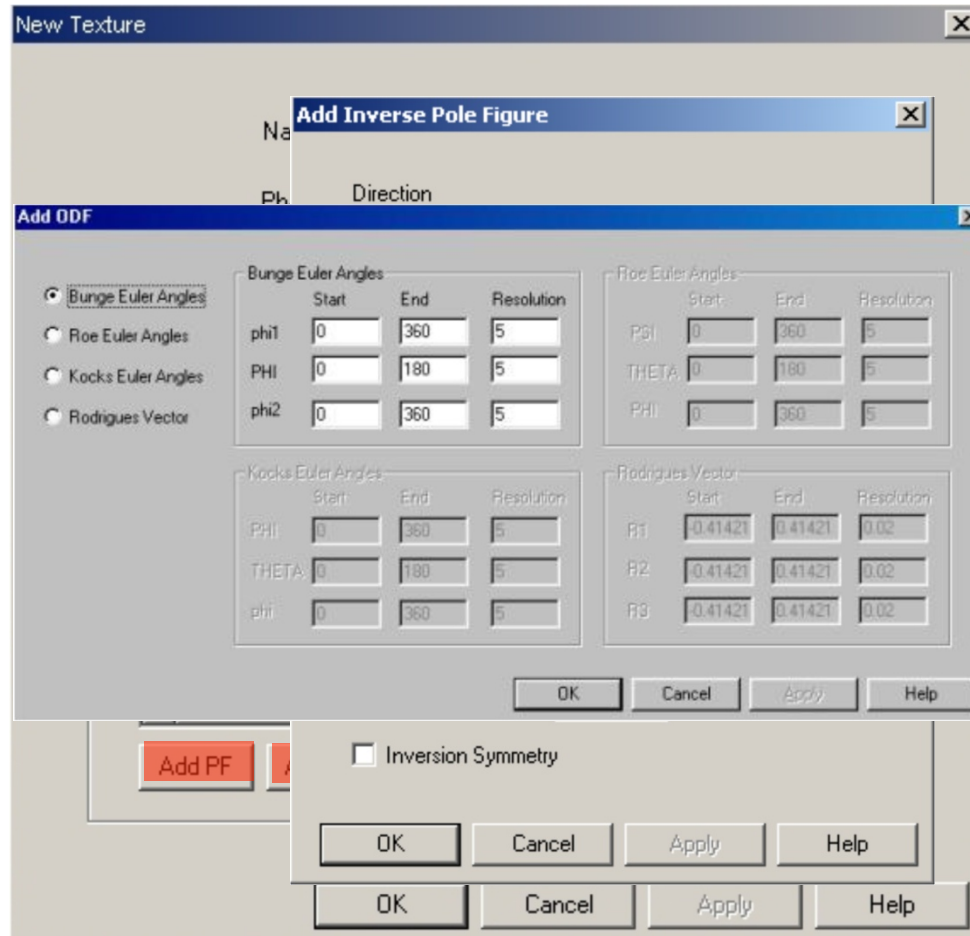 New Texture
Add Inverse Pole Figure
Na
Direction
Ph
Add ODF
Bunge Euler Angles
Roe Euler Angles
Kocks Euler Angles
Rodrigues Vector
Bunge Euler Angles
Start End Resolution
phi1 0 360 5
PHI 0 180 5
phi2 0 360 5
Roe Euler Angles
Start End Resolution
PSI 0 360 5
THETA 0 180 5
PHI 0 360 5
Kocks Euler Angles
Start End Resolution
PHI 0 360 5
THETA 0 180 5
phi 0 360 5
Rodrigues Vector
Start End Resolution
R1 -0.41421 0.41421 0.02
R2 -0.41421 0.41421 0.02
R3 -0.41421 0.41421 0.02
OK Cancel Apply Help
Add PF
Inversion Symmetry
OK Cancel Apply Help
OK Cancel Apply Help